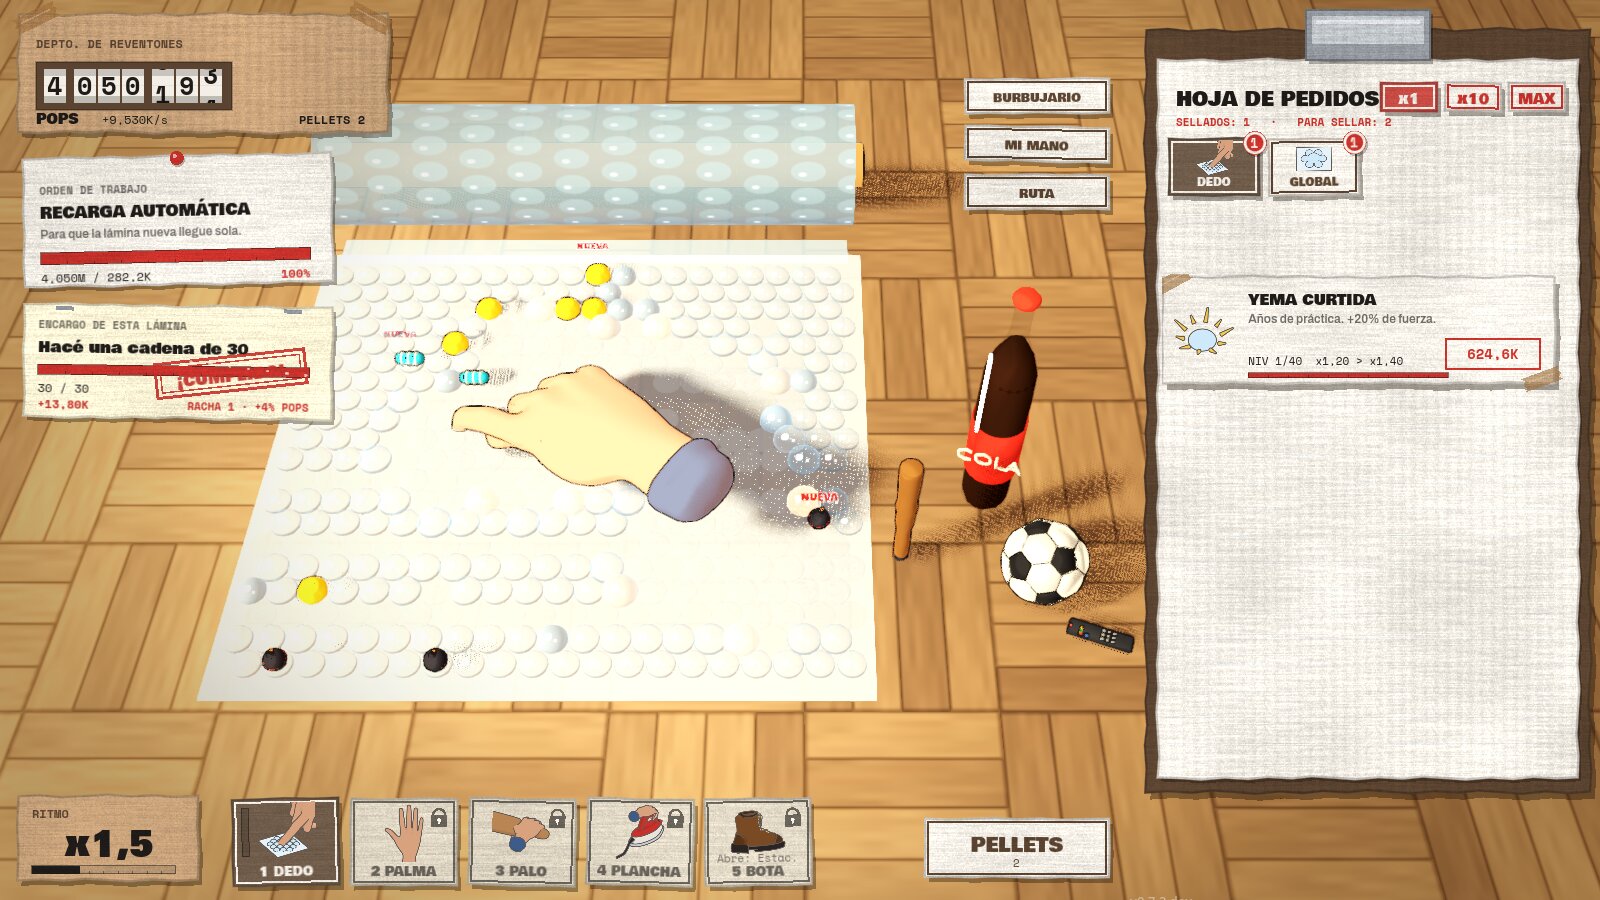 DEPTO. DE REVENTONES
4 050 193
POPS +9,530K/s PELLETS 2
ORDEN DE TRABAJO
RECARGA AUTOMÁTICA
Para que la lámina nueva llegue sola.
4,050M / 282.2K 100%
ENCARGO DE ESTA LÁMINA
Hacé una cadena de 30
30 / 30
+13,80K RACHA 1 · +4% POPS
NUEVA
NUEVA
NUEVA
COLA
BURBUJARIO
MI MANO
RUTA
HOJA DE PEDIDOS x1 x10 MAX
SELLADOS: 1 · PARA SELLAR: 2
DEDO 1
GLOBAL 1
YEMA CURTIDA
Años de práctica. +20% de fuerza.
NIV 1/40 x1,20 > x1,40
624,6K
RITMO
x1,5
1 DEDO
2 PALMA
3 PALO
4 PLANCHA
Abre: Estac.
5 BOTA
PELLETS
2